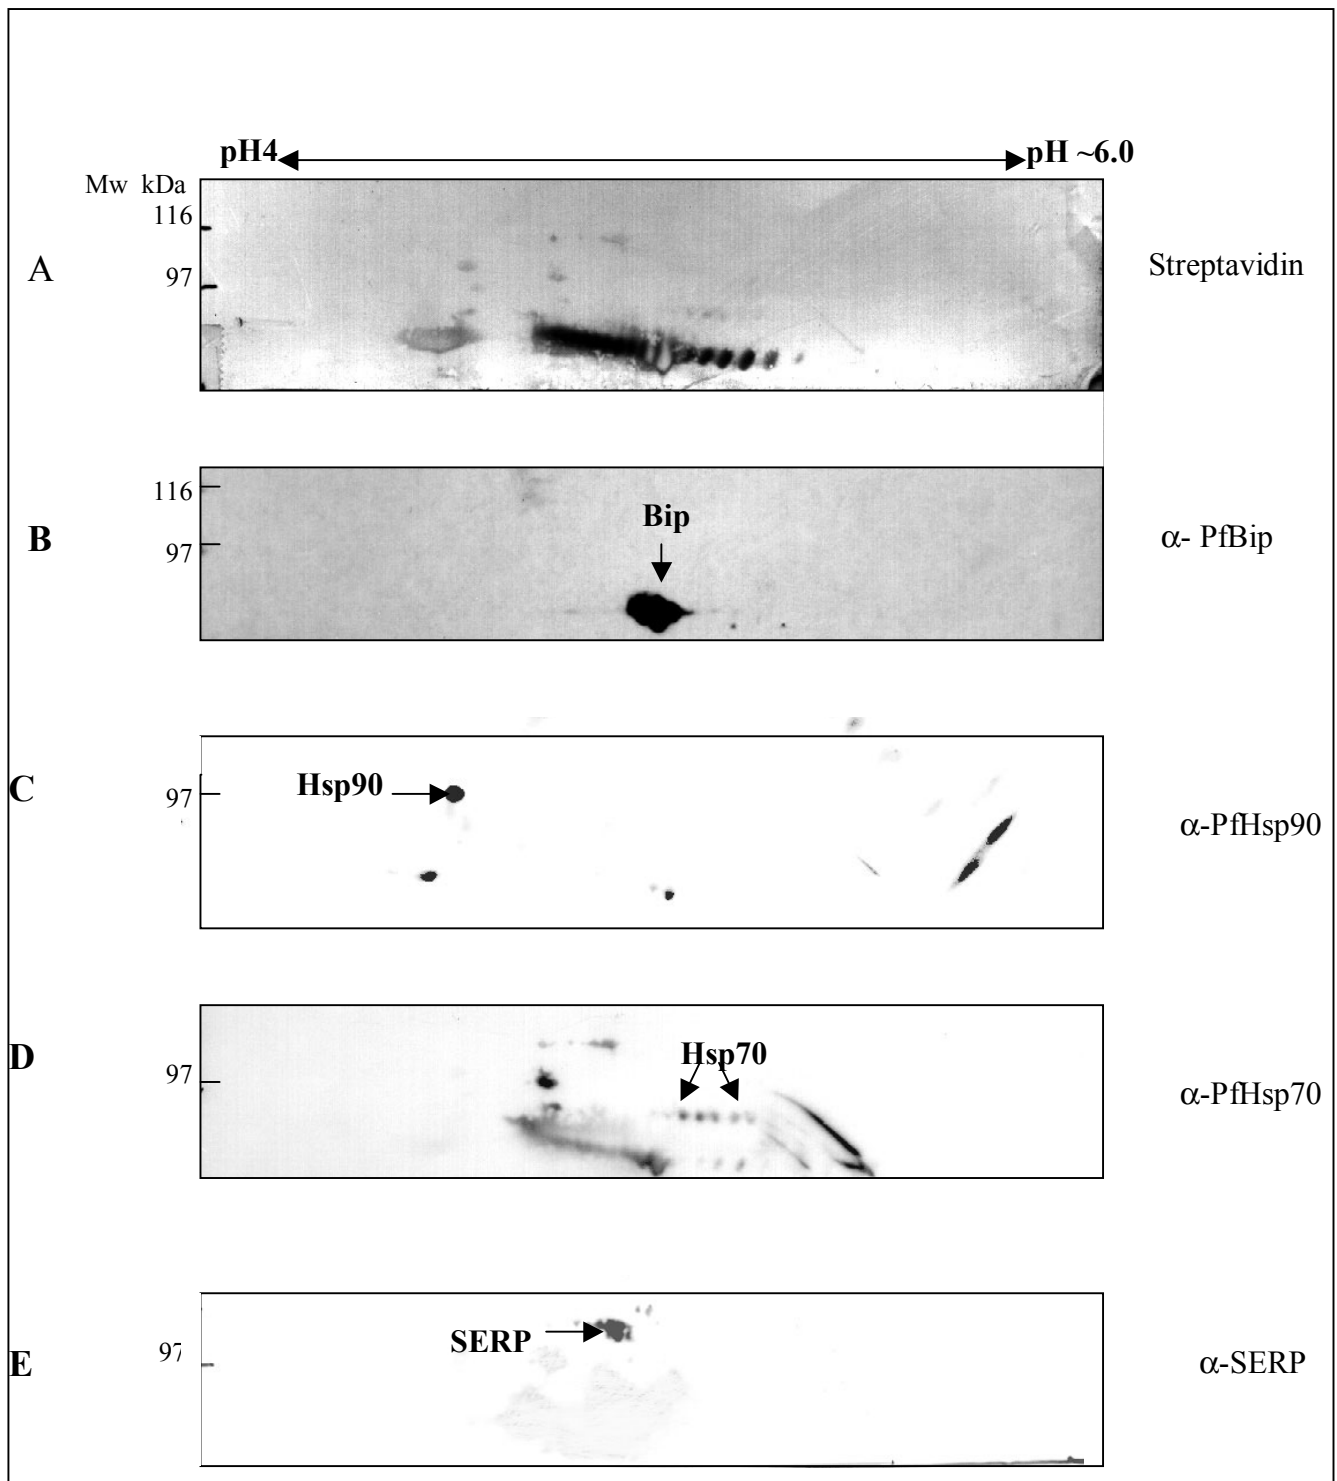 pH4 pH ~6.0
Mw kDa
116
A 97 Streptavidin
116
Bip
B 97 α- PfBip
Hsp90
C 97 α-PfHsp90
Hsp70
D 97 α-PfHsp70
SERP
E 97 α-SERP